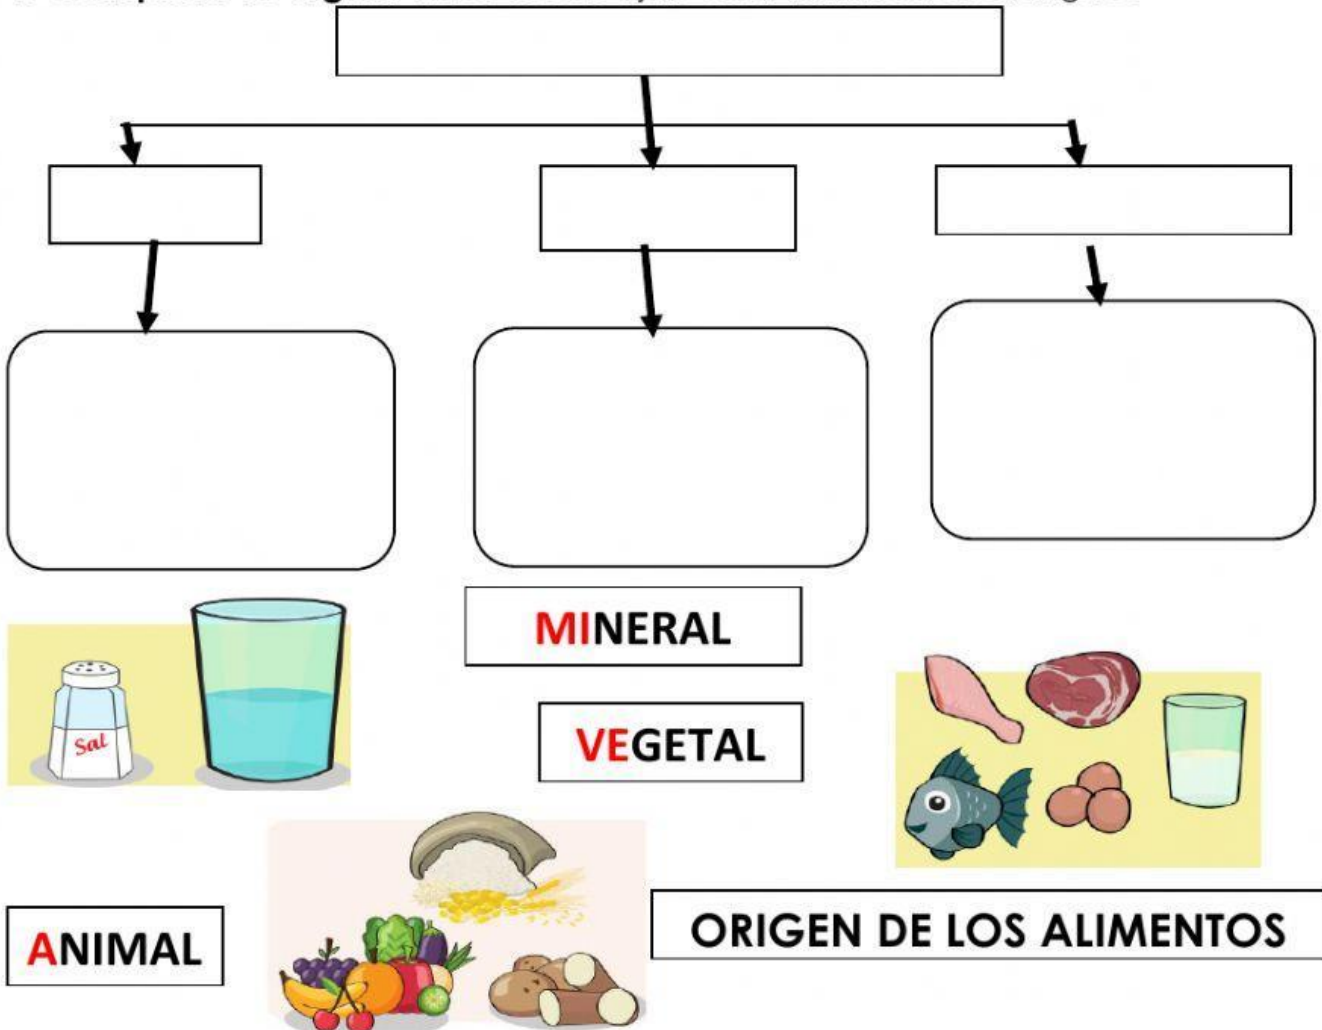 MINERAL
Sal
VEGETAL
ANIMAL
ORIGEN DE LOS ALIMENTOS